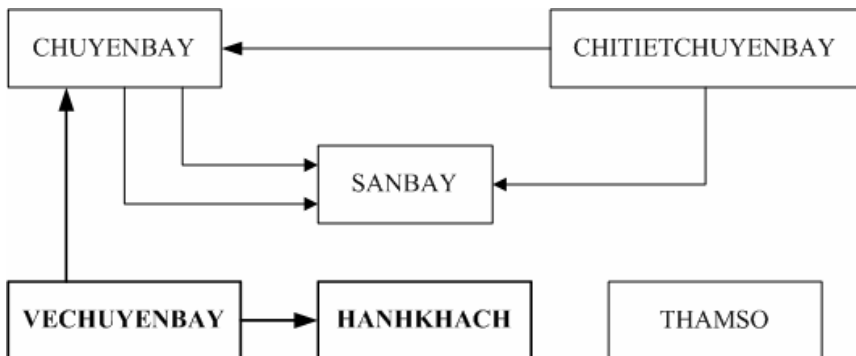 CHUYENBAY
CHITIETCHUYENBAY
SANBAY
VECHUYENBAY
HANHKHACH
THAMSO